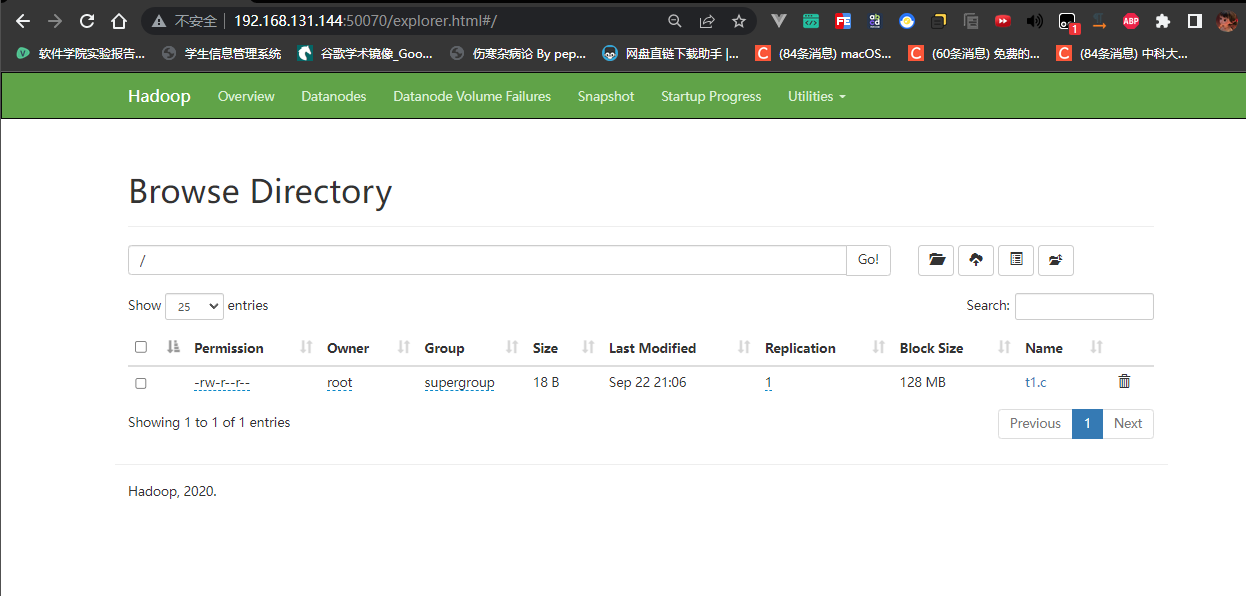 不安全 192.168.131.144:50070/explorer.html#/
1
ABP
软件学院实验报告... 学生信息管理系统 谷歌学术镜像_Goo... 伤寒杂病论 By pep... 网盘直链下载助手 |... C (84条消息) macOS... C (60条消息) 免费的... C (84条消息) 中科大...
Hadoop Overview Datanodes Datanode Volume Failures Snapshot Startup Progress Utilities
Browse Directory
/ Go!
Show 25 entries Search:
Permission Owner Group Size Last Modified Replication Block Size Name
-rw-r--r-- root supergroup 18 B Sep 22 21:06 1 128 MB t1.c
Showing 1 to 1 of 1 entries Previous 1 Next
Hadoop, 2020.